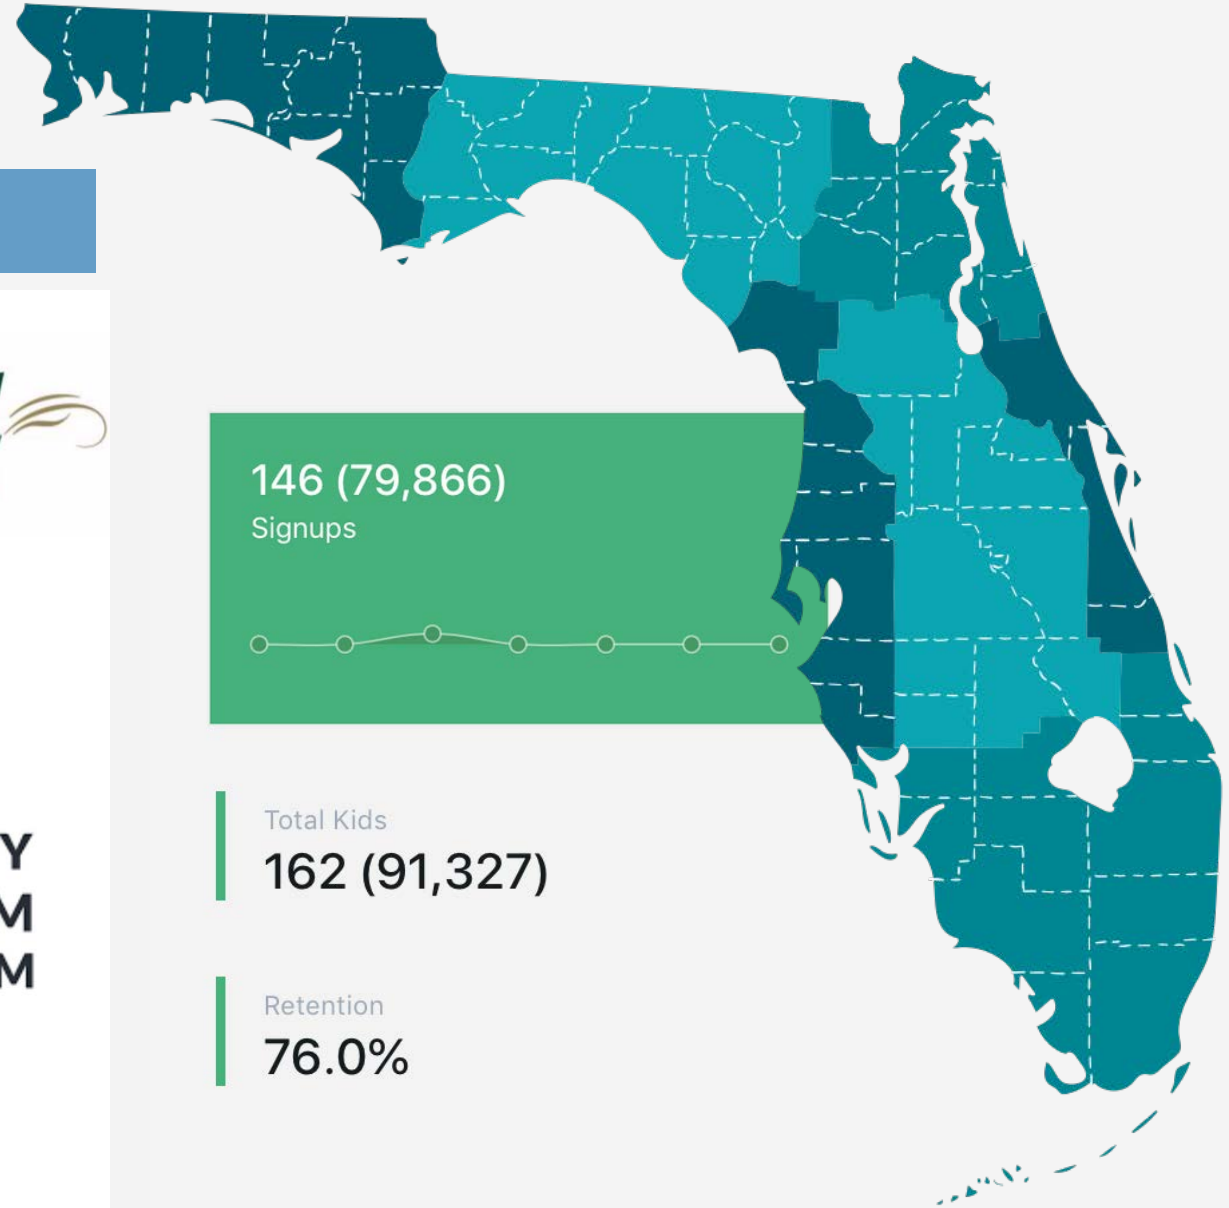 146 (79,866)
Signups
Total Kids
162 (91,327)
Retention
76.0%
Y
M
M